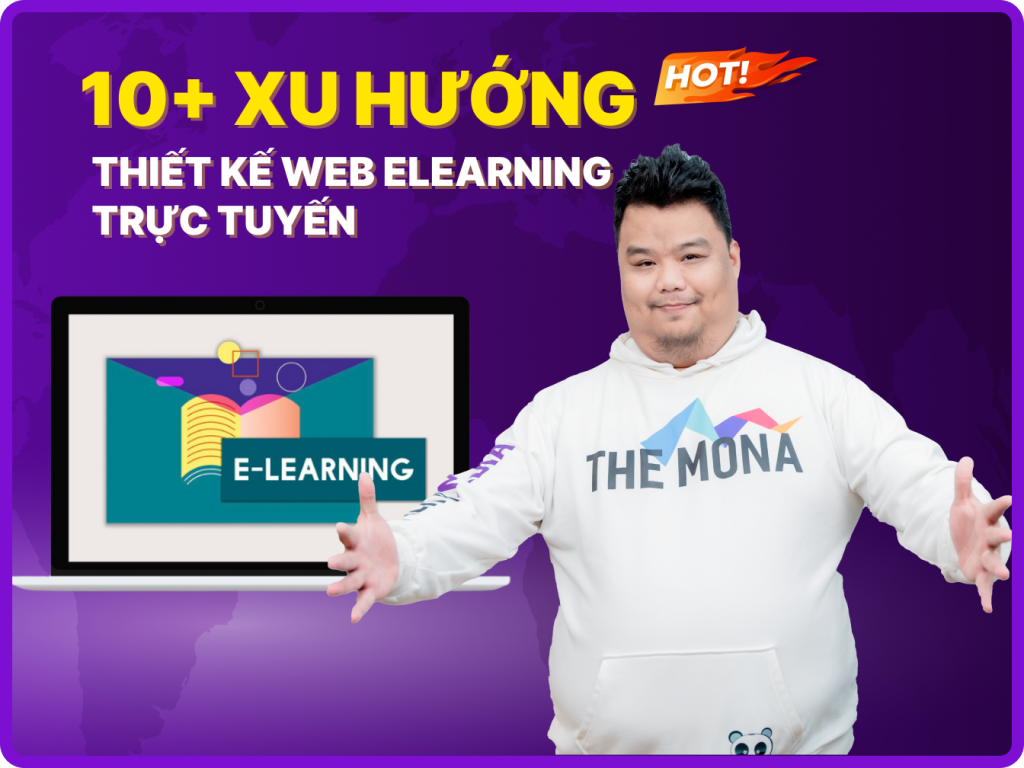 10+ XU HƯỚNG
HOT!
THIẾT KẾ WEB ELEARNING
TRỰC TUYẾN
E-LEARNING
THE MONA